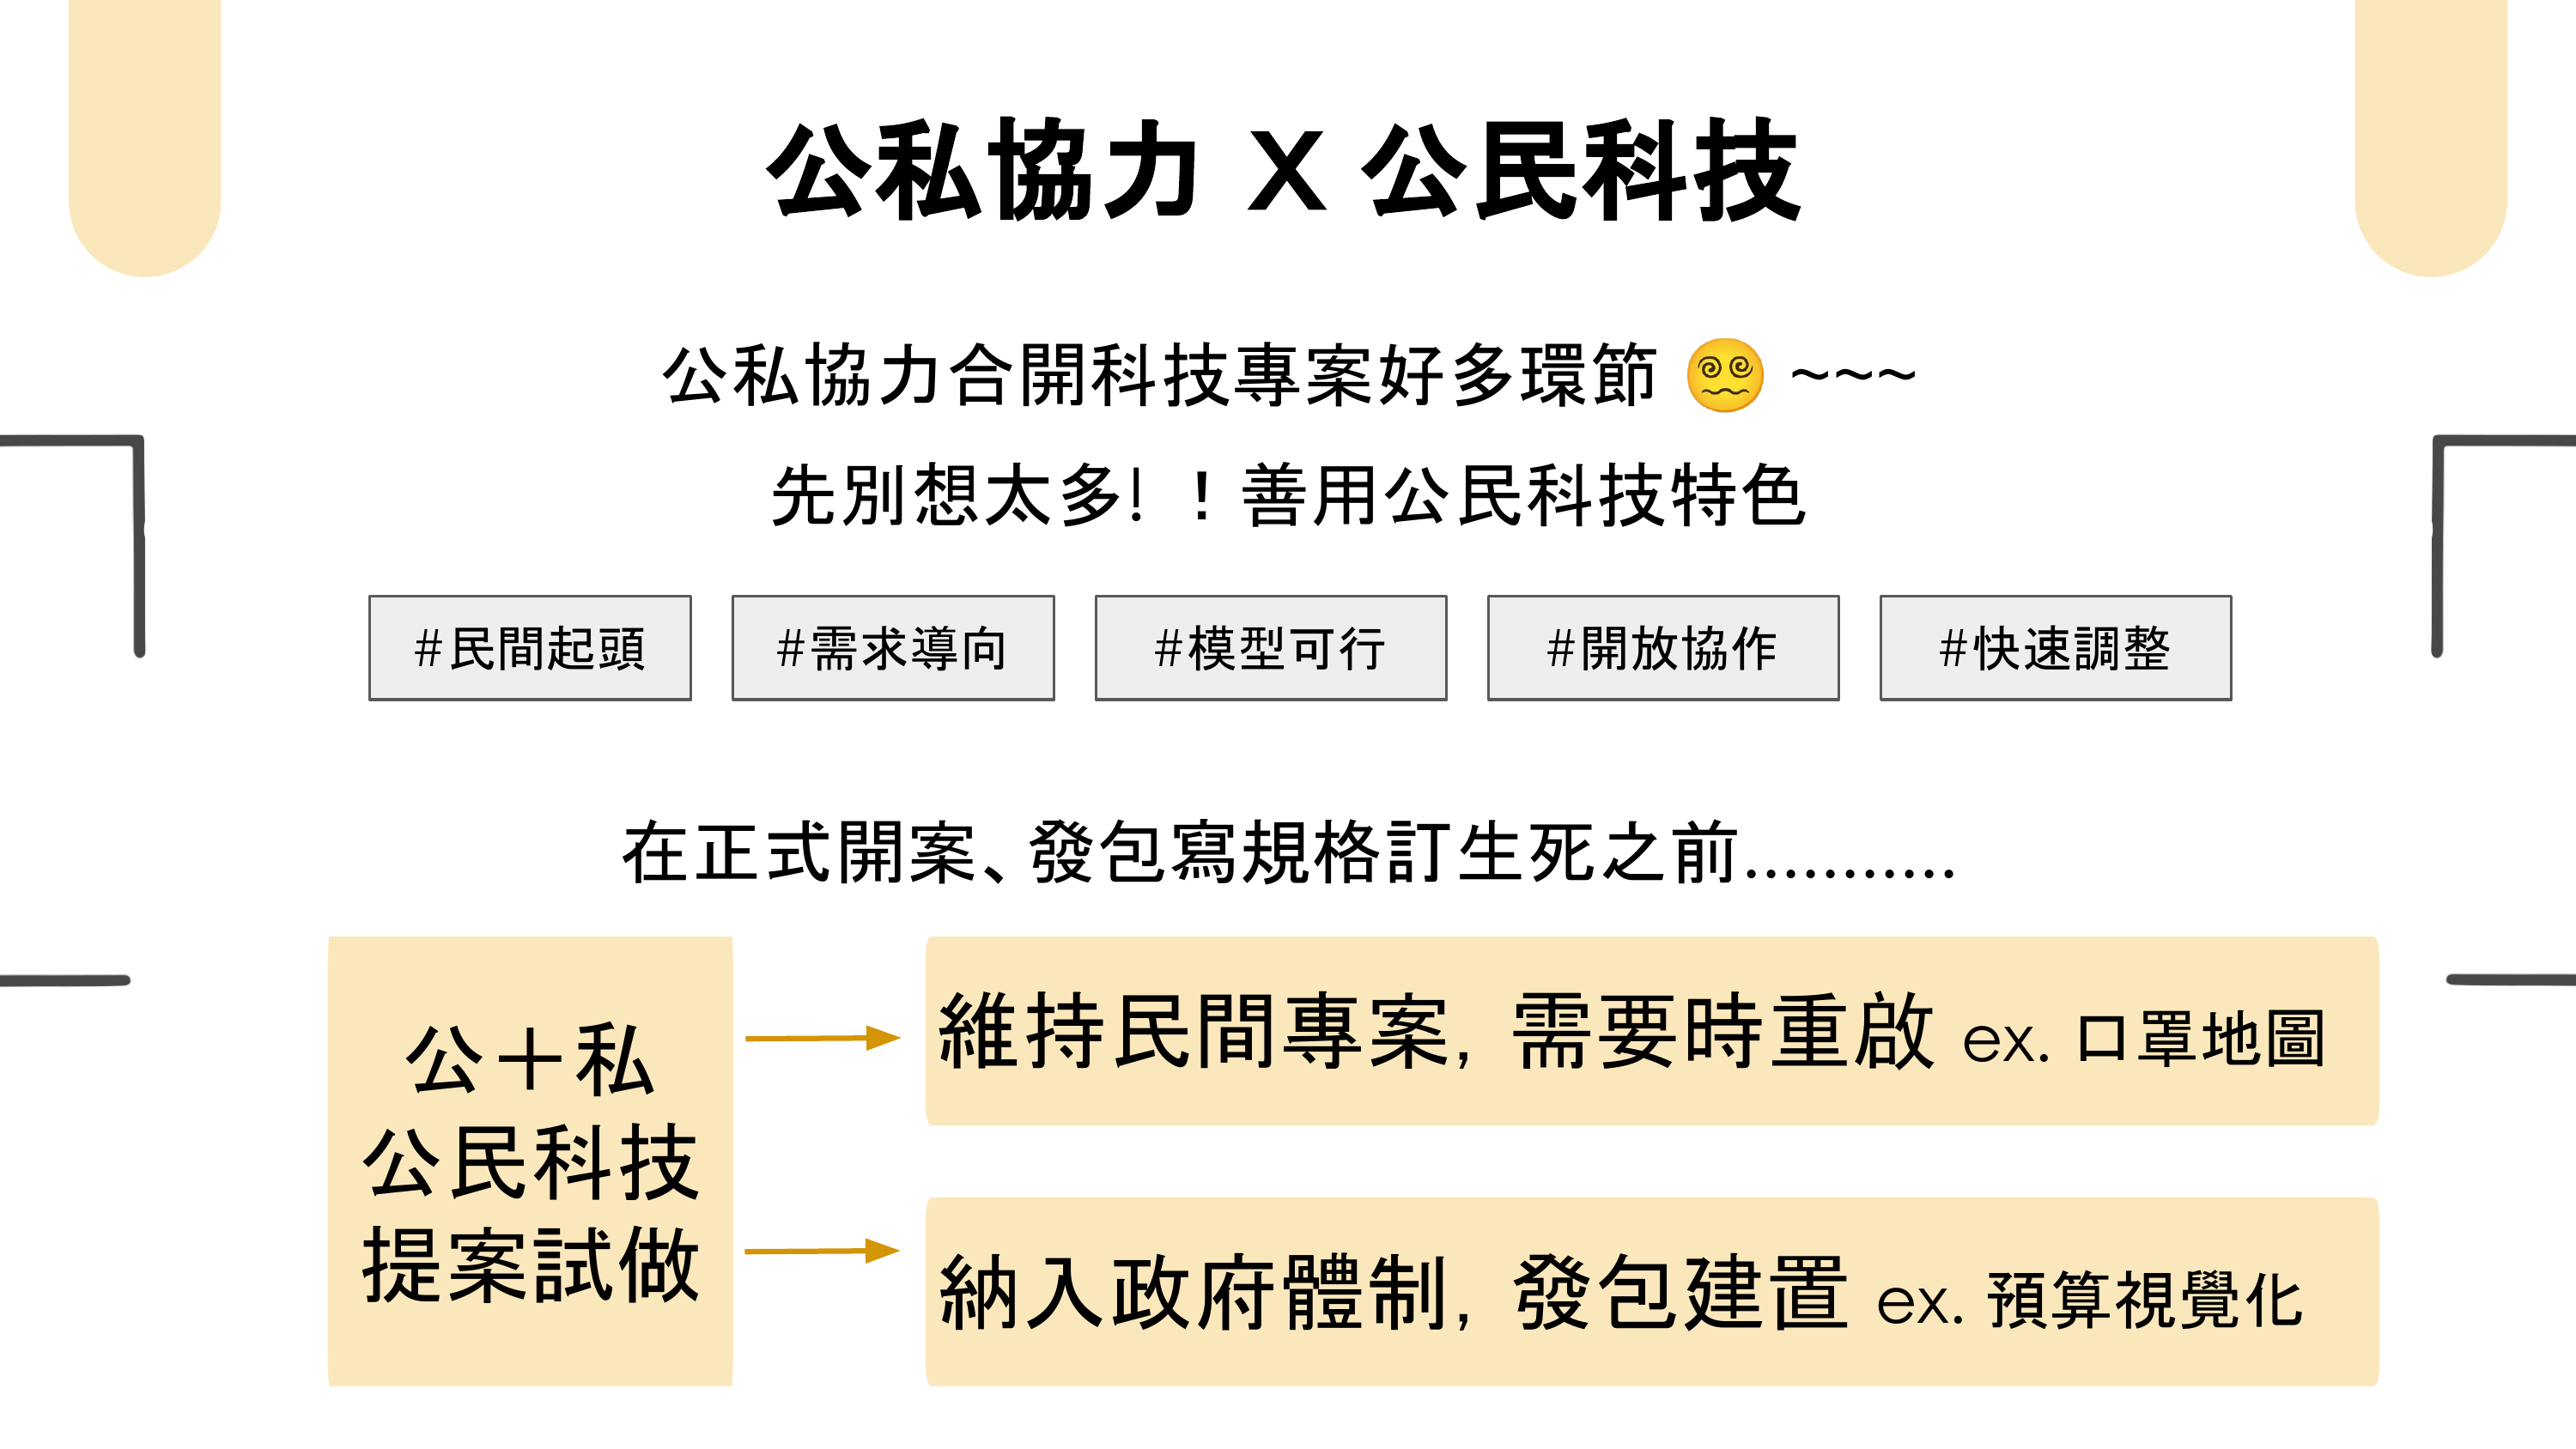 公私協力 X 公民科技
公私協力合開科技專案好多環節 😵‍💫 ~~~
先別想太多!！善用公民科技特色
#民間起頭
#需求導向
#模型可行
#開放協作
#快速調整
在正式開案、發包寫規格訂生死之前...........
公＋私
公民科技
提案試做
維持民間專案，需要時重啟 ex. 口罩地圖
納入政府體制，發包建置 ex. 預算視覺化